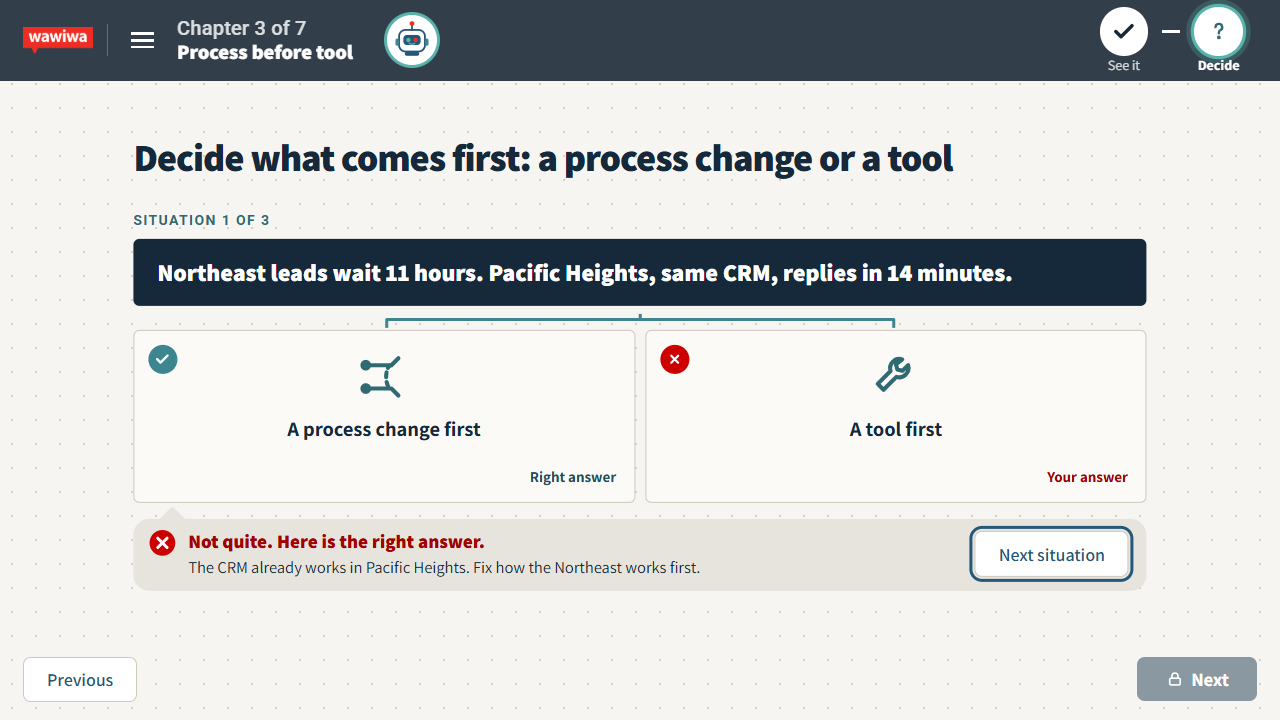 wawiwa
Chapter 3 of 7
Process before tool
See it
?
Decide
Decide what comes first: a process change or a tool
SITUATION 1 OF 3
Northeast leads wait 11 hours. Pacific Heights, same CRM, replies in 14 minutes.
A process change first
Right answer
A tool first
Your answer
Not quite. Here is the right answer.
The CRM already works in Pacific Heights. Fix how the Northeast works first.
Next situation
Previous
Next